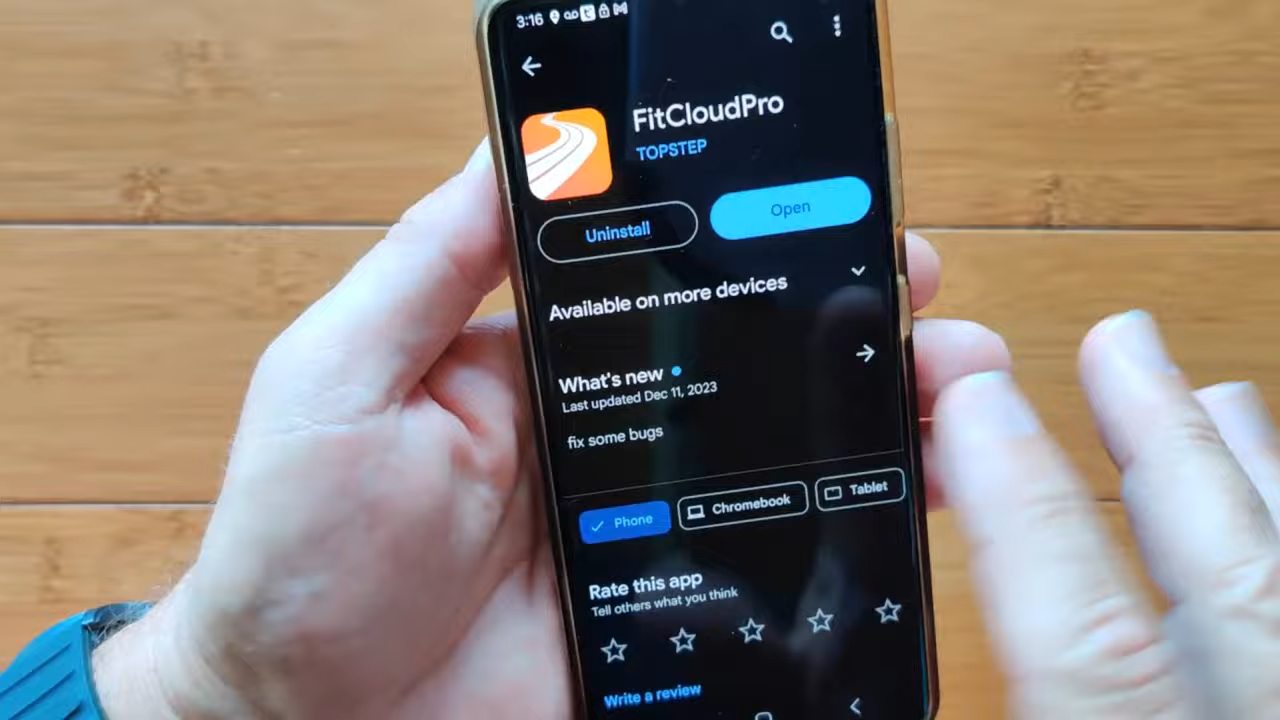 3:16
FitCloudPro
TOPSTEP
Uninstall
Open
Available on more devices
What's new
Last updated Dec 11, 2023
fix some bugs
Phone
Chromebook
Tablet
Rate this app
Tell others what you think
Write a review